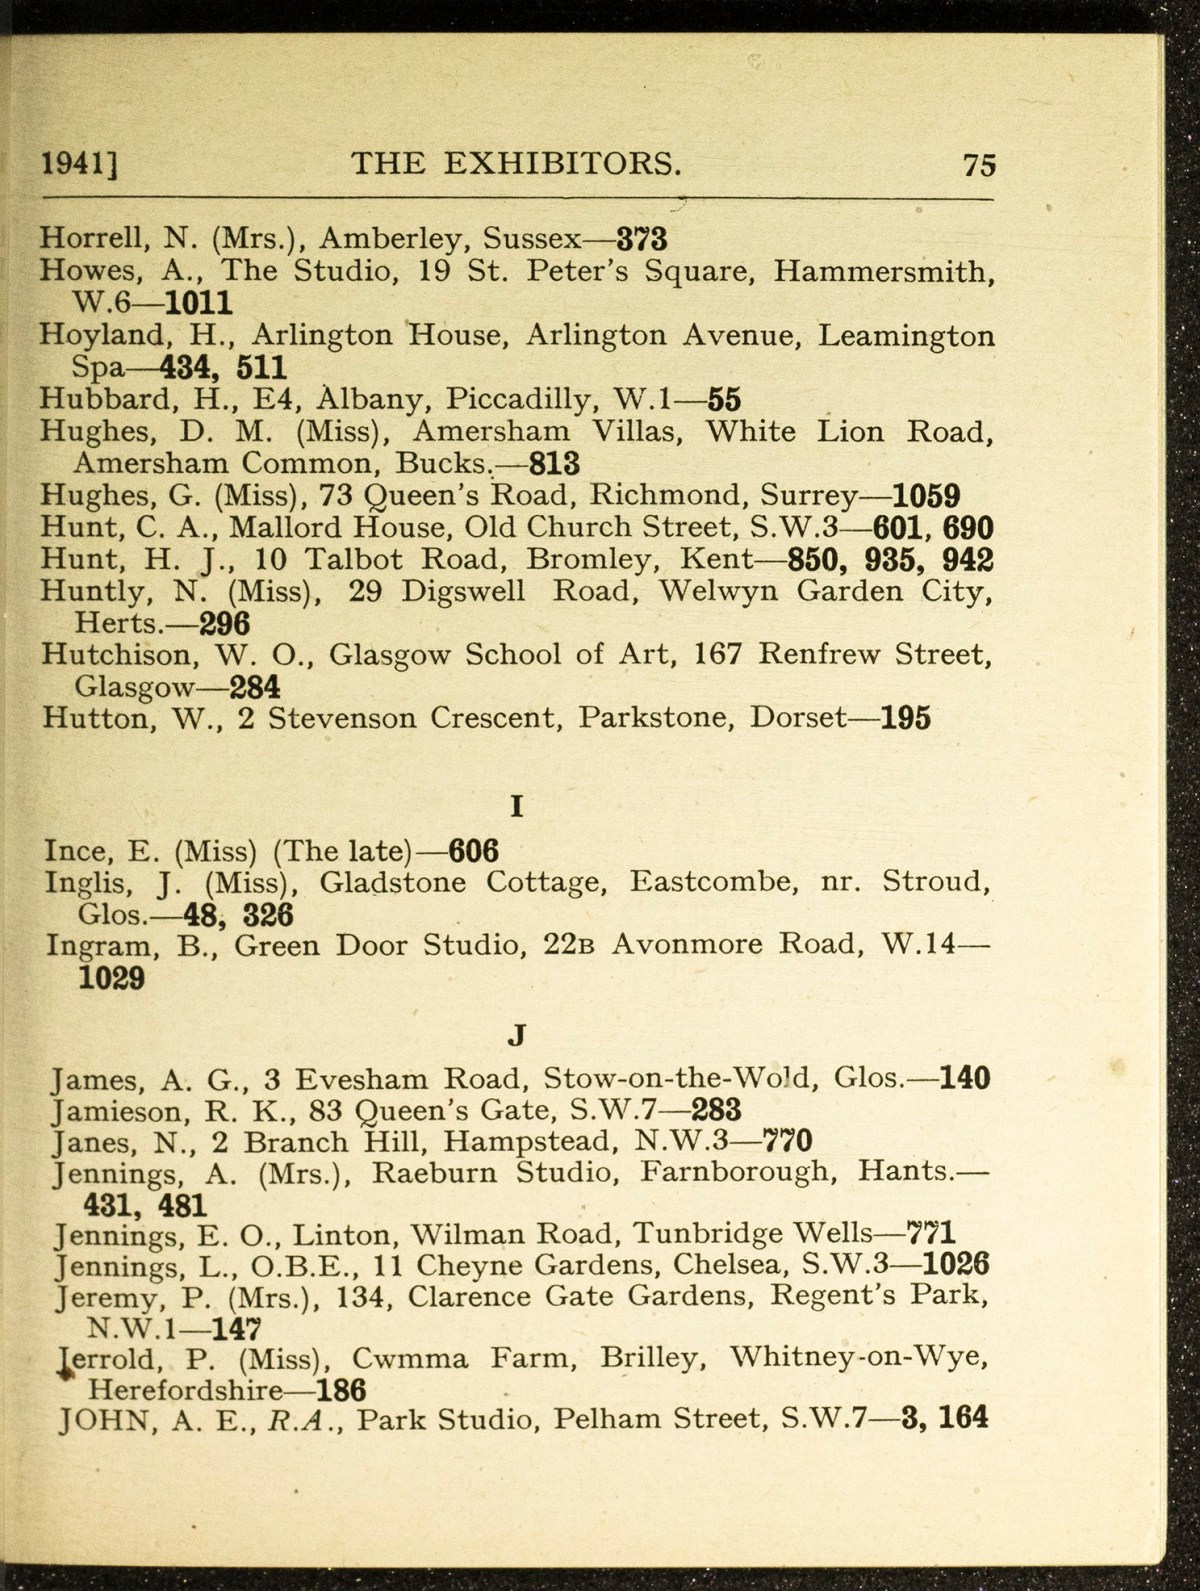 1941] THE EXHIBITORS. 75
Horrell, N. (Mrs.), Amberley, Sussex—373
Howes, A., The Studio, 19 St. Peter's Square, Hammersmith,
W.6—1011
Hoyland, H., Arlington House, Arlington Avenue, Leamington
Spa—434, 511
Hubbard, H., E4, Albany, Piccadilly, W.1—55
Hughes, D. M. (Miss), Amersham Villas, White Lion Road,
Amersham Common, Bucks.—813
Hughes, G. (Miss), 73 Queen's Road, Richmond, Surrey—1059
Hunt, C. A., Mallord House, Old Church Street, S.W.3—601, 690
Hunt, H. J., 10 Talbot Road, Bromley, Kent—850, 935, 942
Huntly, N. (Miss), 29 Digswell Road, Welwyn Garden City,
Herts.—296
Hutchison, W. O., Glasgow School of Art, 167 Renfrew Street,
Glasgow—284
Hutton, W., 2 Stevenson Crescent, Parkstone, Dorset—195
I
Ince, E. (Miss) (The late)—606
Inglis, J. (Miss), Gladstone Cottage, Eastcombe, nr. Stroud,
Glos.—48, 326
Ingram, B., Green Door Studio, 22B Avonmore Road, W.14—
1029
J
James, A. G., 3 Evesham Road, Stow-on-the-Wold, Glos.—140
Jamieson, R. K., 83 Queen's Gate, S.W.7—283
Janes, N., 2 Branch Hill, Hampstead, N.W.3—770
Jennings, A. (Mrs.), Raeburn Studio, Farnborough, Hants.—
431, 481
Jennings, E. O., Linton, Wilman Road, Tunbridge Wells—771
Jennings, L., O.B.E., 11 Cheyne Gardens, Chelsea, S.W.3—1026
Jeremy, P. (Mrs.), 134, Clarence Gate Gardens, Regent's Park,
N.W.1—147
Jerrold, P. (Miss), Cwmma Farm, Brilley, Whitney-on-Wye,
Herefordshire—186
JOHN, A. E., R.A., Park Studio, Pelham Street, S.W.7—3, 164